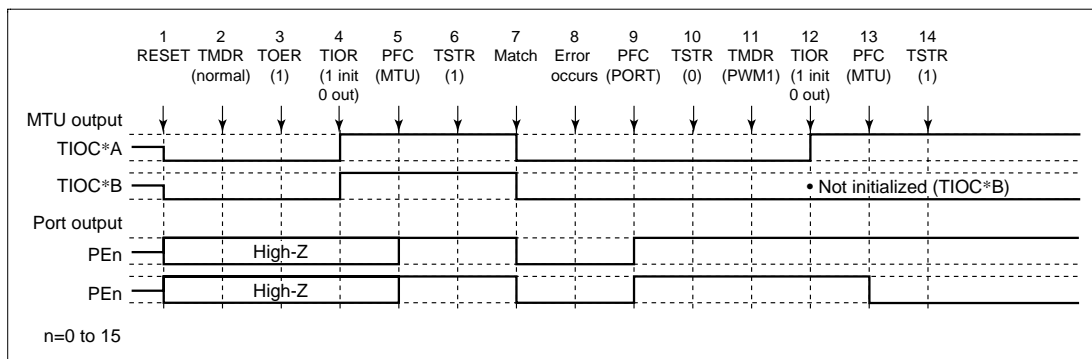 1 2 3 4 5 6 7 8 9 10 11 12 13 14
RESET TMDR TOER TIOR PFC TSTR Match Error PFC TSTR TMDR TIOR PFC TSTR
(normal) (1) (1 init (MTU) (1) occurs (PORT) (0) (PWM1) (1 init (MTU) (1)
0 out) 0 out)
MTU output
TIOC*A
TIOC*B
• Not initialized (TIOC*B)
Port output
PEn
High-Z
PEn
High-Z
n=0 to 15